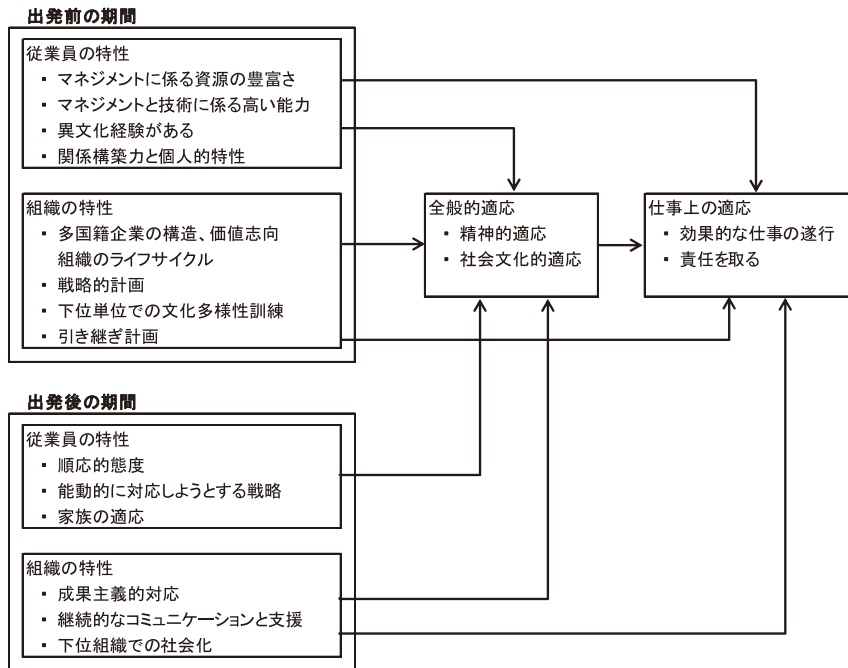 出発前の期間
従業員の特性
▪ マネジメントに係る資源の豊富さ
▪ マネジメントと技術に係る高い能力
▪ 異文化経験がある
▪ 関係構築力と個人的特性
組織の特性
▪ 多国籍企業の構造、価値志向
組織のライフサイクル
▪ 戦略的計画
▪ 下位単位での文化多様性訓練
▪ 引き継ぎ計画
全般的適応
▪ 精神的適応
▪ 社会文化的適応
仕事上の適応
▪ 効果的な仕事の遂行
▪ 責任を取る
出発後の期間
従業員の特性
▪ 順応的態度
▪ 能動的に対応しようとする戦略
▪ 家族の適応
組織の特性
▪ 成果主義的対応
▪ 継続的なコミュニケーションと支援
▪ 下位組織での社会化